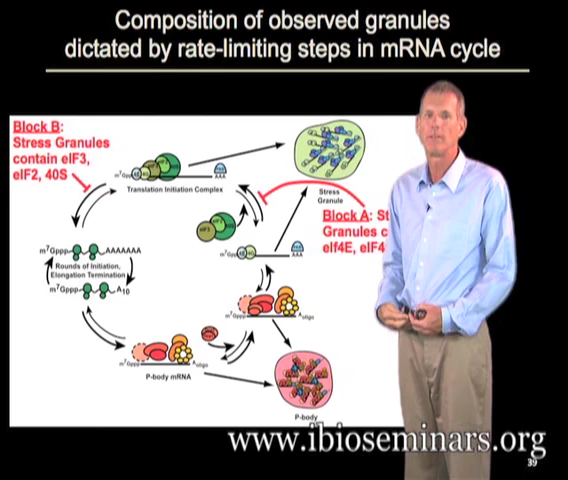 Composition of observed granules
dictated by rate-limiting steps in mRNA cycle
Block B:
Stress Granules
contain eIF3,
eIF2, 40S
m7Gppp
AAA
Translation Initiation Complex
Stress
Granule
Block A: St
Granules c
eIf4E, eIF4
m7Gppp
AAA
m7Gppp
AAAAAAA
Rounds of Initiation,
Elongation Termination
m7Gppp
A10
m7Gppp
Aoligo
m7Gppp
Aoligo
P-body mRNA
P-body
www.ibioseminars.org
39